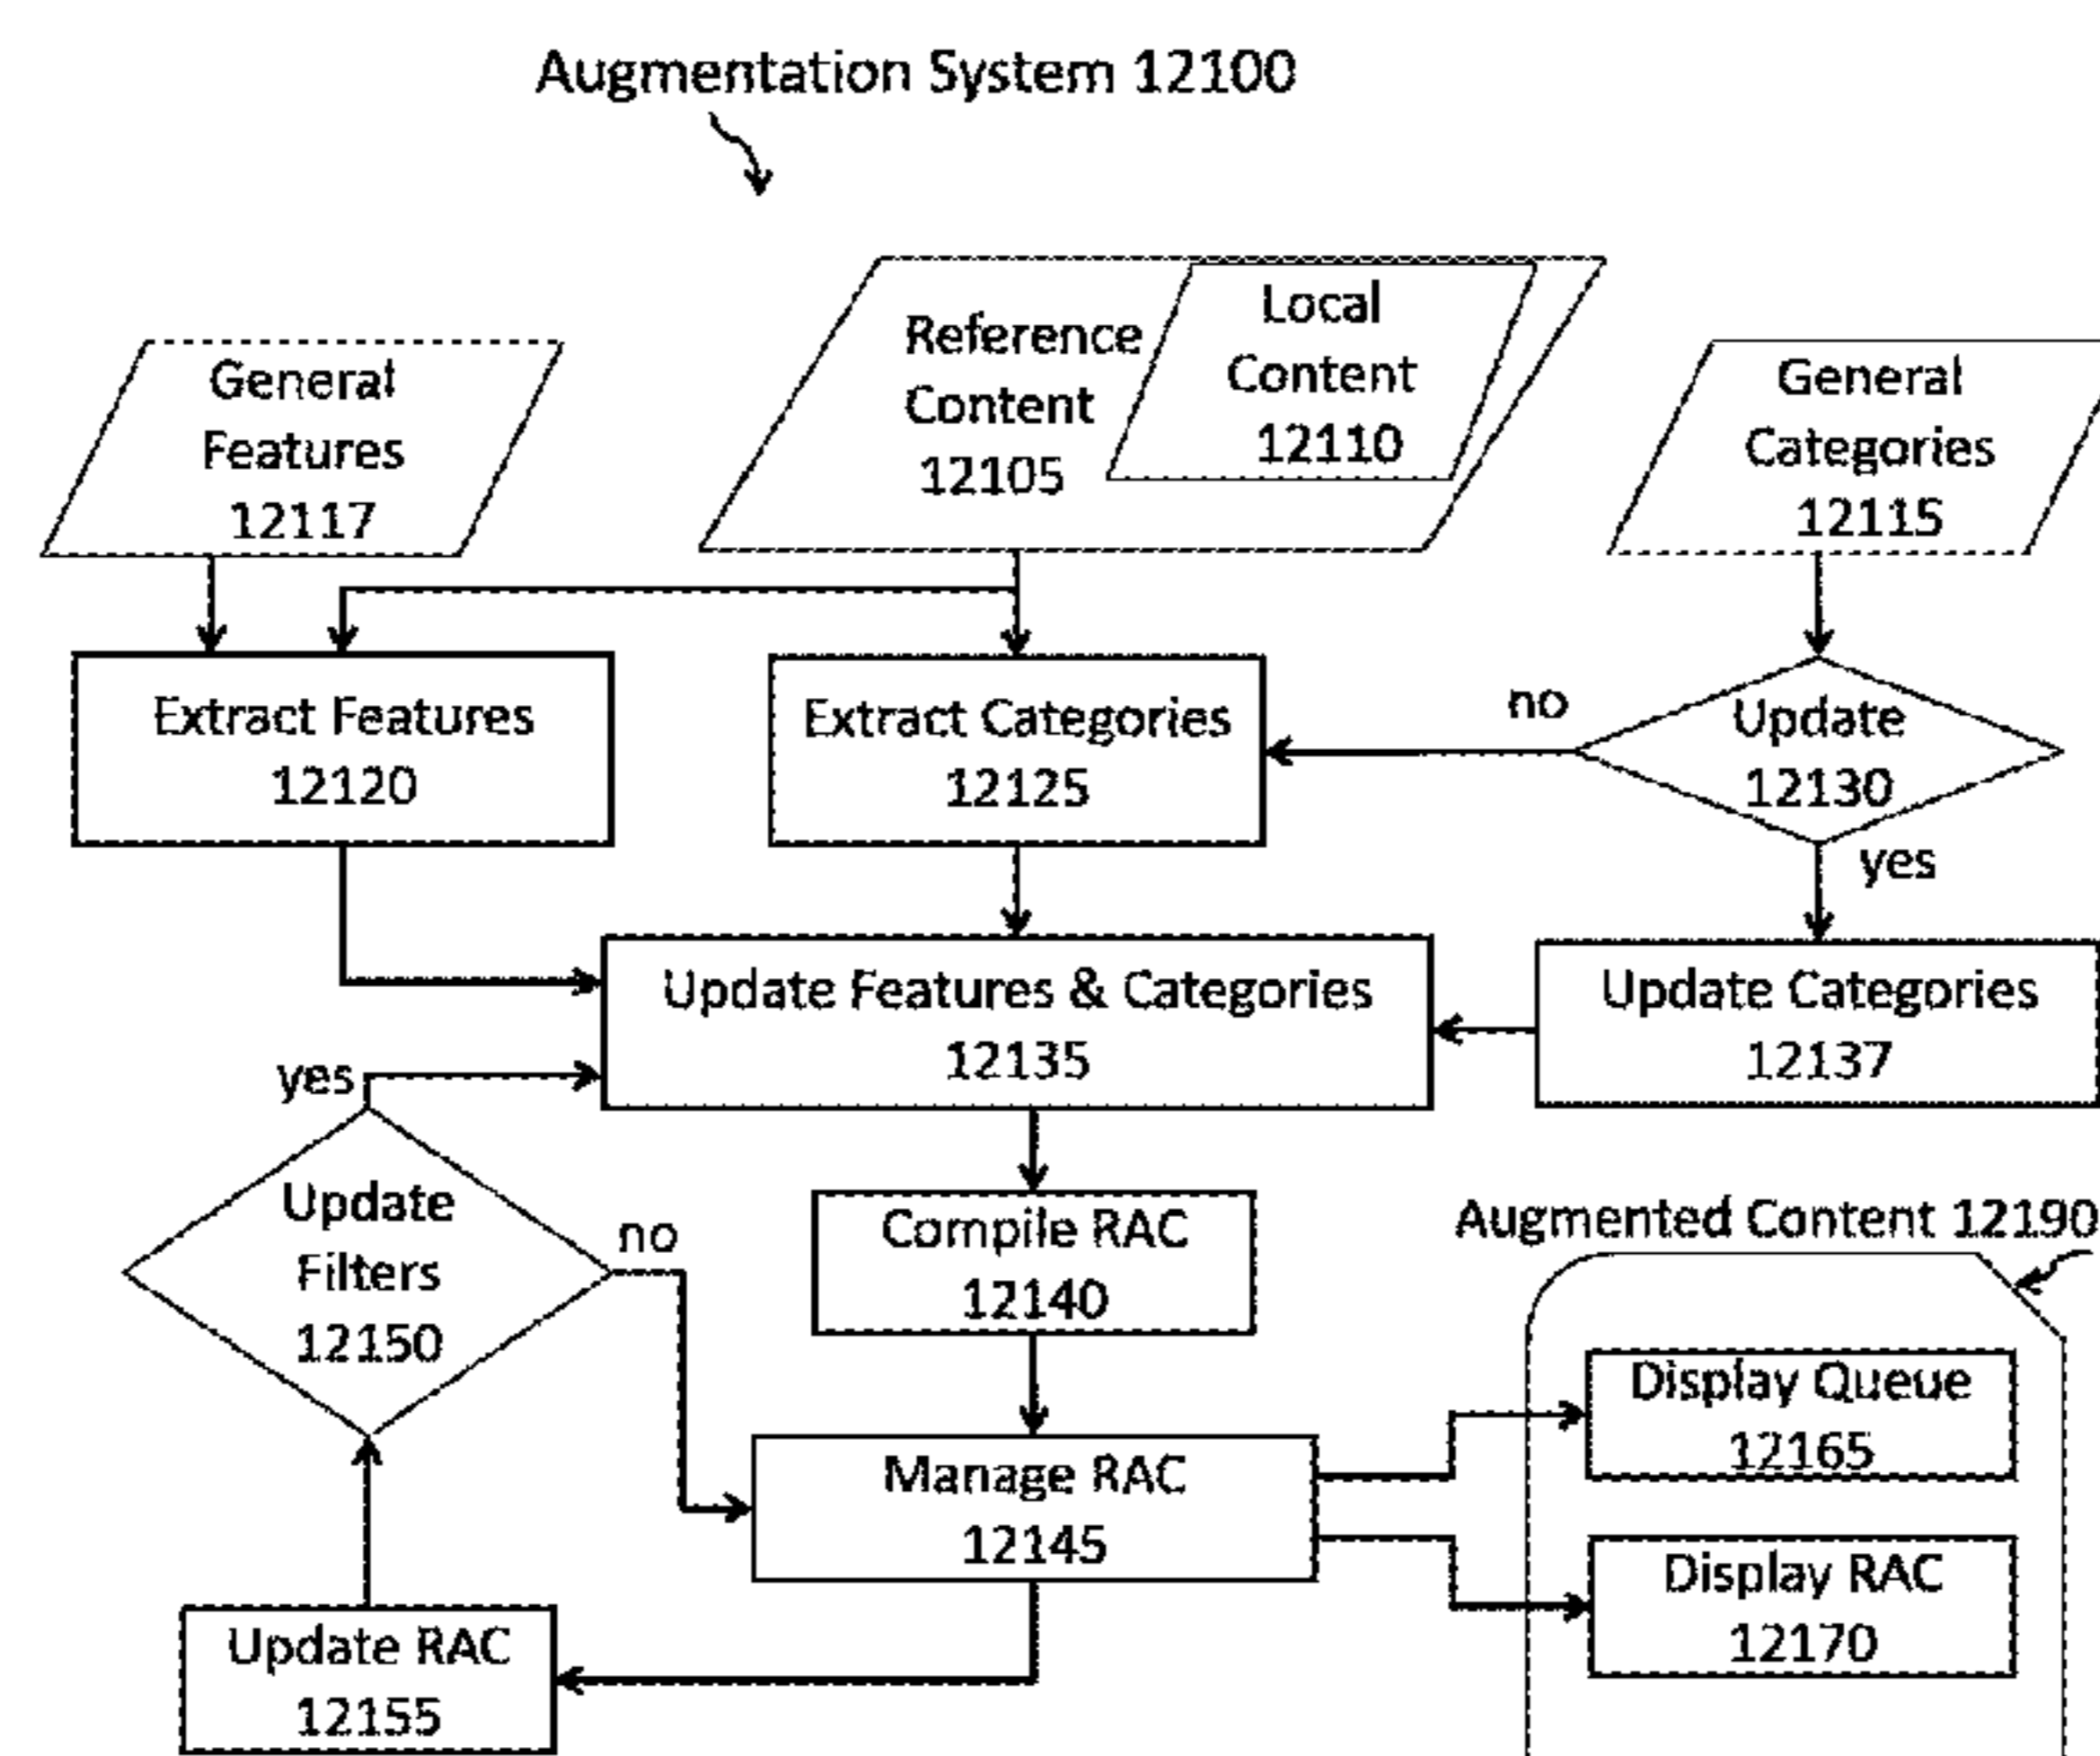 Augmentation System 12100
General
Features
12117
Reference
Content
12105
Local
Content
12110
General
Categories
12115
Extract Features
12120
Extract Categories
12125
no
Update
12130
yes
Update Features & Categories
12135
Update Categories
12137
yes
Update
Filters
12150
no
Compile RAC
12140
Augmented Content 12190
Display Queue
12165
Manage RAC
12145
Display RAC
12170
Update RAC
12155